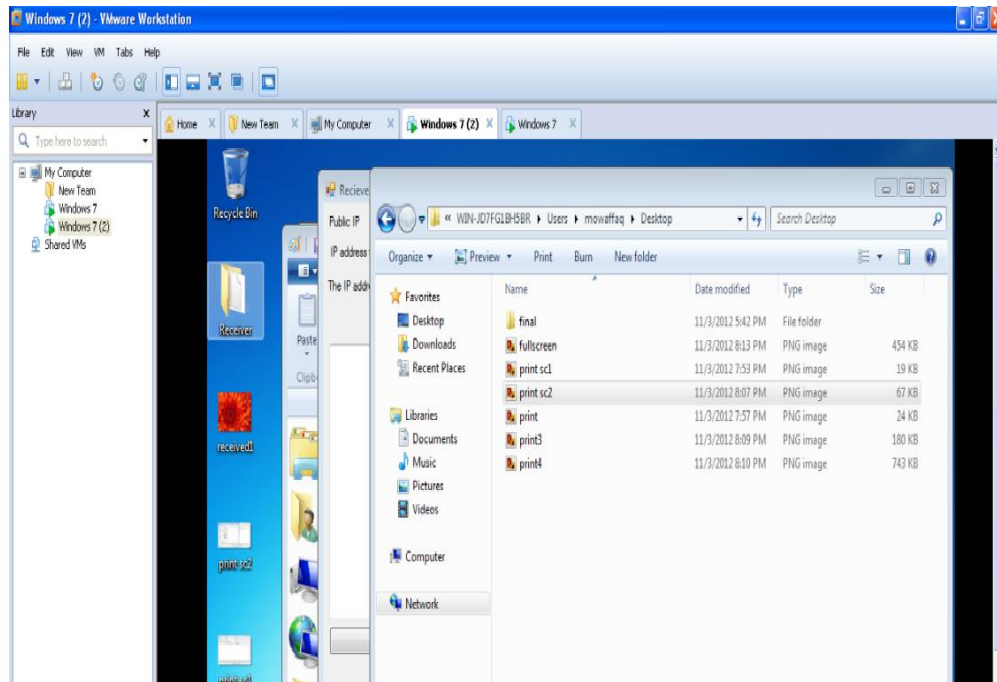 Windows 7 (2) - VMware Workstation
File Edit View VM Tabs Help
Library X
Type here to search
My Computer
New Team
Windows 7
Windows 7 (2)
Shared VMs
Home X New Team X My Computer X Windows 7 (2) X Windows 7 X
Recycle Bin
Receiver
received1
print sc2
Recieve
Public IP
IP address
The IP addr
Paste
Clipb
« WIN-JD7FG1BH5BR Users mowaffaq Desktop Search Desktop
Organize Preview Print Burn New folder
Favorites
Desktop
Downloads
Recent Places
Libraries
Documents
Music
Pictures
Videos
Computer
Network
Name Date modified Type Size
final 11/3/2012 5:42 PM File folder
fullscreen 11/3/2012 8:13 PM PNG image 454 KB
print sc1 11/3/2012 7:53 PM PNG image 19 KB
print sc2 11/3/2012 8:07 PM PNG image 67 KB
print 11/3/2012 7:57 PM PNG image 24 KB
print3 11/3/2012 8:09 PM PNG image 180 KB
print4 11/3/2012 8:10 PM PNG image 743 KB